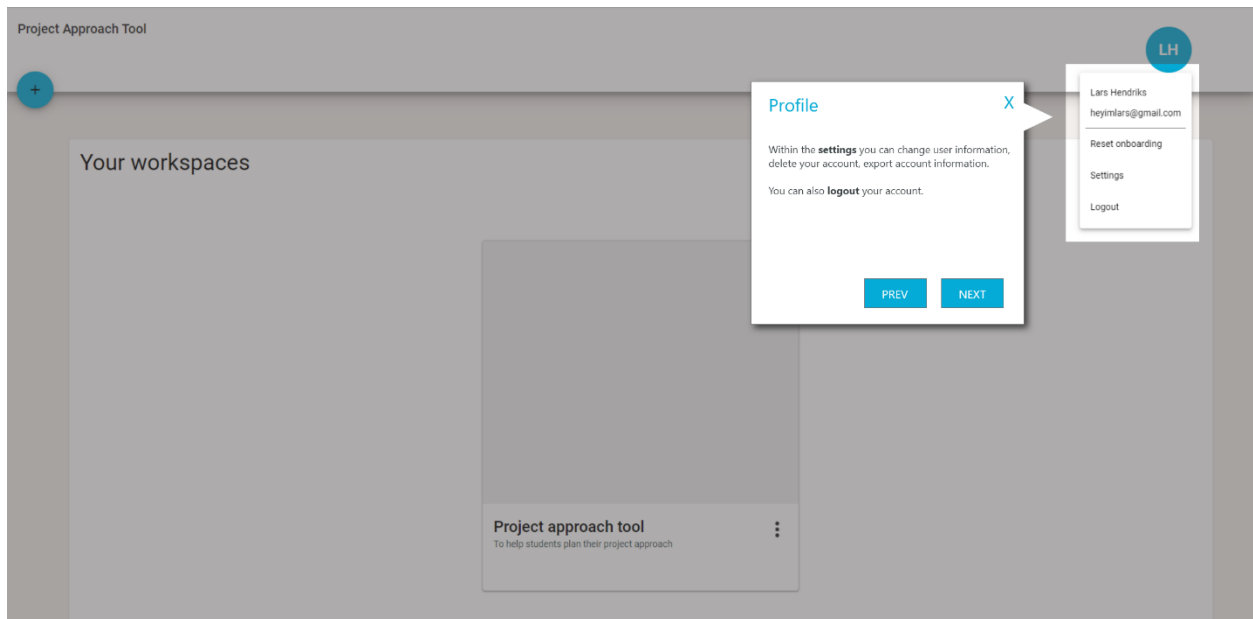 Project Approach Tool
LH
+
Lars Hendriks
heyimlars@gmail.com
Reset onboarding
Settings
Logout
Profile
X
Within the settings you can change user information,
delete your account, export account information.
You can also logout your account.
PREV
NEXT
Your workspaces
Project approach tool
To help students plan their project approach